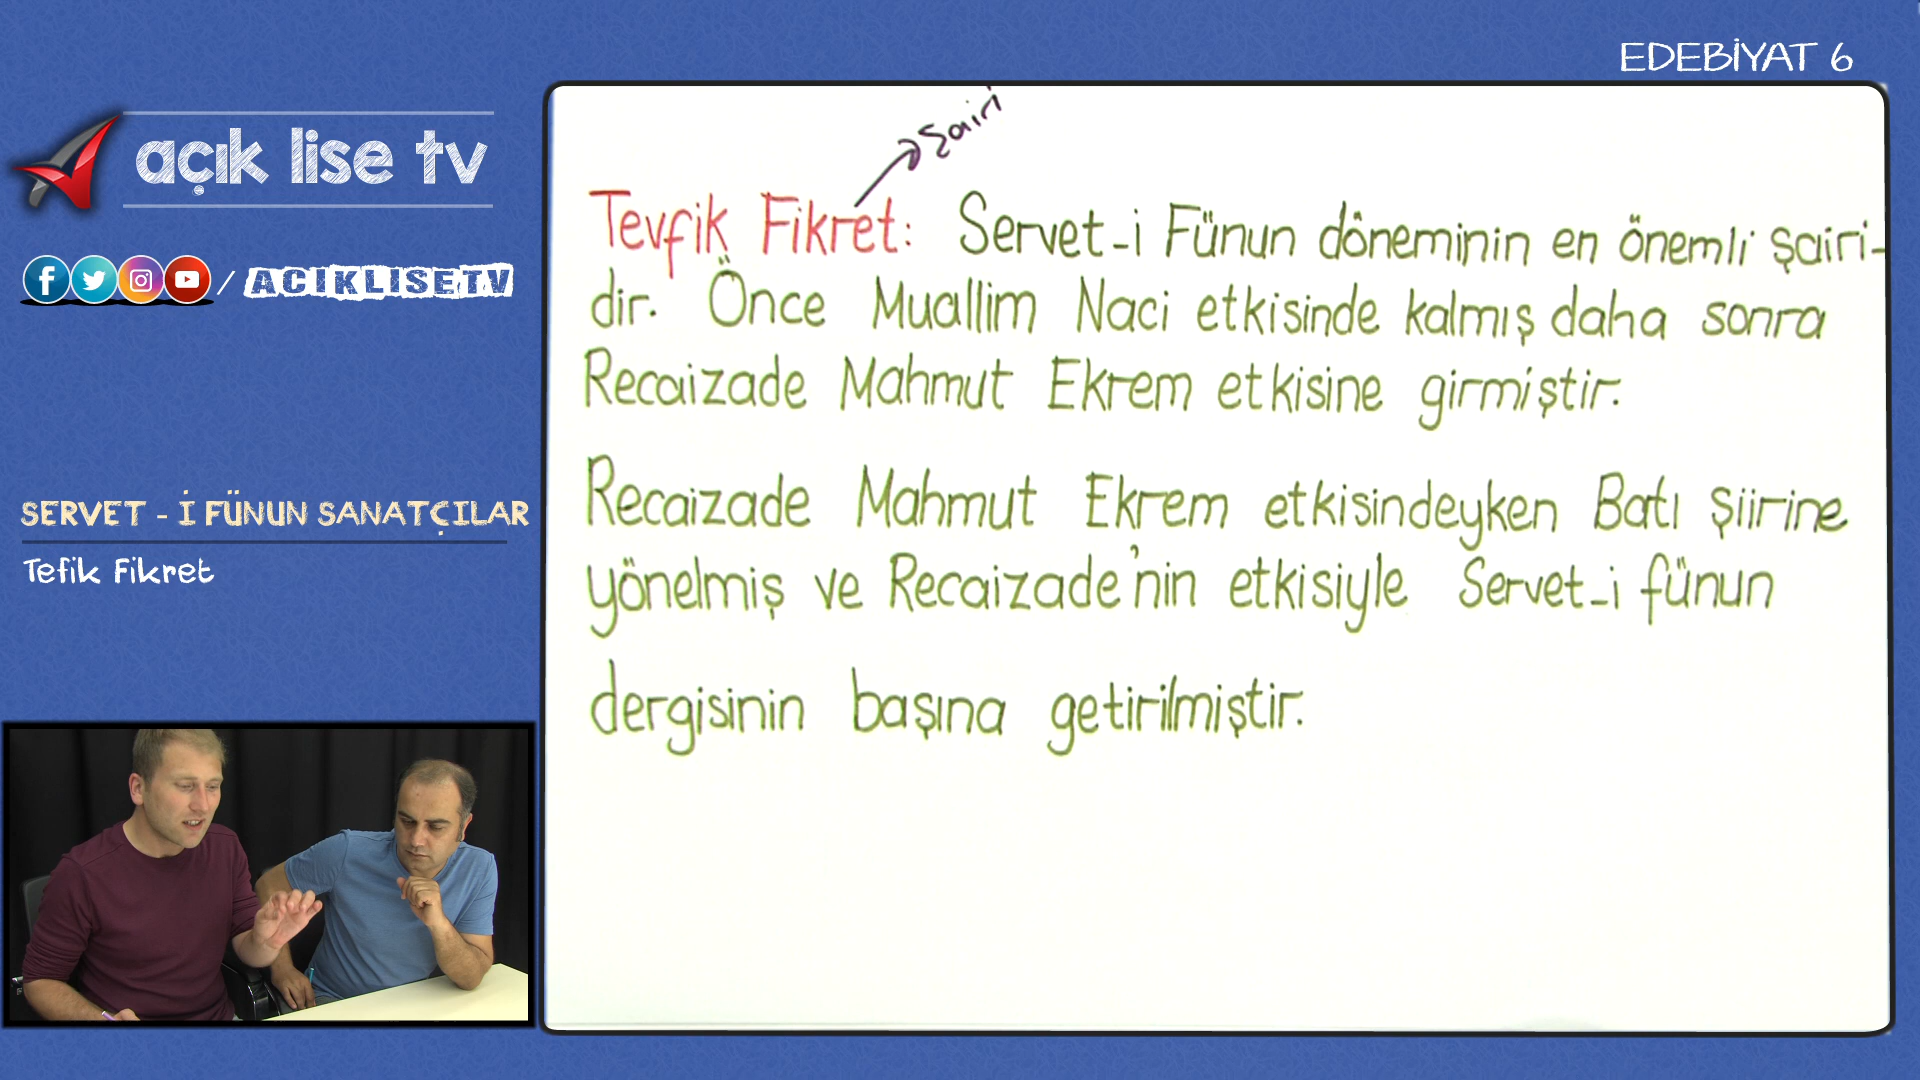 EDEBİYAT 6
açık lise tv
/ ACIKLISETV
SERVET - İ FÜNUN SANATÇILAR
Tefik Fikret
Şairi
Tevfik Fikret: Servet-i Fünun döneminin en önemli şairi-
dir. Önce Muallim Naci etkisinde kalmış daha sonra
Recaizade Mahmut Ekrem etkisine girmiştir.
Recaizade Mahmut Ekrem etkisindeyken Batı şiirine
yönelmiş ve Recaizade'nin etkisiyle Servet-i fünun
dergisinin başına getirilmiştir.